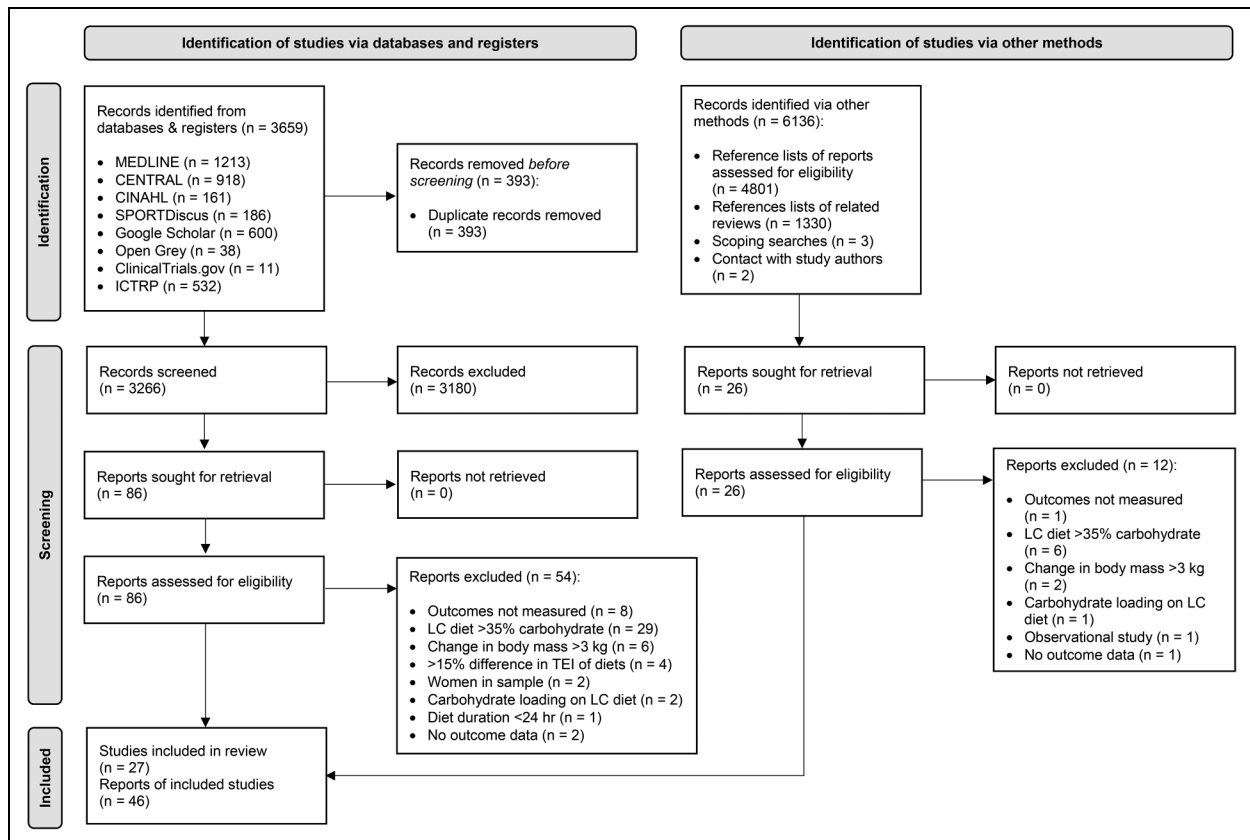 Identification of studies via databases and registers
Identification of studies via other methods
Identification
Records identified from
databases & registers (n = 3659)
• MEDLINE (n = 1213)
• CENTRAL (n = 918)
• CINAHL (n = 161)
• SPORTDiscus (n = 186)
• Google Scholar (n = 600)
• Open Grey (n = 38)
• ClinicalTrials.gov (n = 11)
• ICTRP (n = 532)
Records removed before
screening (n = 393):
• Duplicate records removed
(n = 393)
Records identified via other
methods (n = 6136):
• Reference lists of reports
assessed for eligibility
(n = 4801)
• References lists of related
reviews (n = 1330)
• Scoping searches (n = 3)
• Contact with study authors
(n = 2)
Screening
Records screened
(n = 3266)
Records excluded
(n = 3180)
Reports sought for retrieval
(n = 26)
Reports not retrieved
(n = 0)
Reports sought for retrieval
(n = 86)
Reports not retrieved
(n = 0)
Reports assessed for eligibility
(n = 26)
Reports excluded (n = 12):
• Outcomes not measured
(n = 1)
• LC diet >35% carbohydrate
(n = 6)
• Change in body mass >3 kg
(n = 2)
• Carbohydrate loading on LC
diet (n = 1)
• Observational study (n = 1)
• No outcome data (n = 1)
Reports assessed for eligibility
(n = 86)
Reports excluded (n = 54):
• Outcomes not measured (n = 8)
• LC diet >35% carbohydrate (n = 29)
• Change in body mass >3 kg (n = 6)
• >15% difference in TEI of diets (n = 4)
• Women in sample (n = 2)
• Carbohydrate loading on LC diet (n = 2)
• Diet duration <24 hr (n = 1)
• No outcome data (n = 2)
Included
Studies included in review
(n = 27)
Reports of included studies
(n = 46)